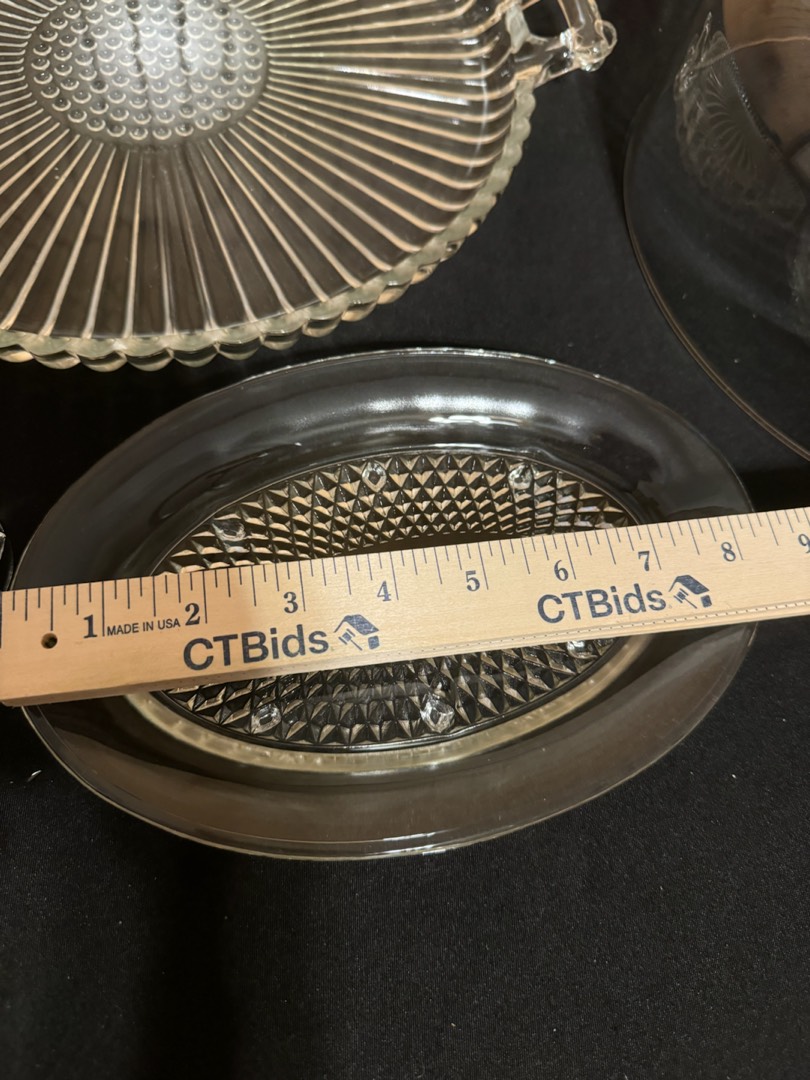 1 2 3 4 5 6 7 8 9
MADE IN USA
CTBids CTBids